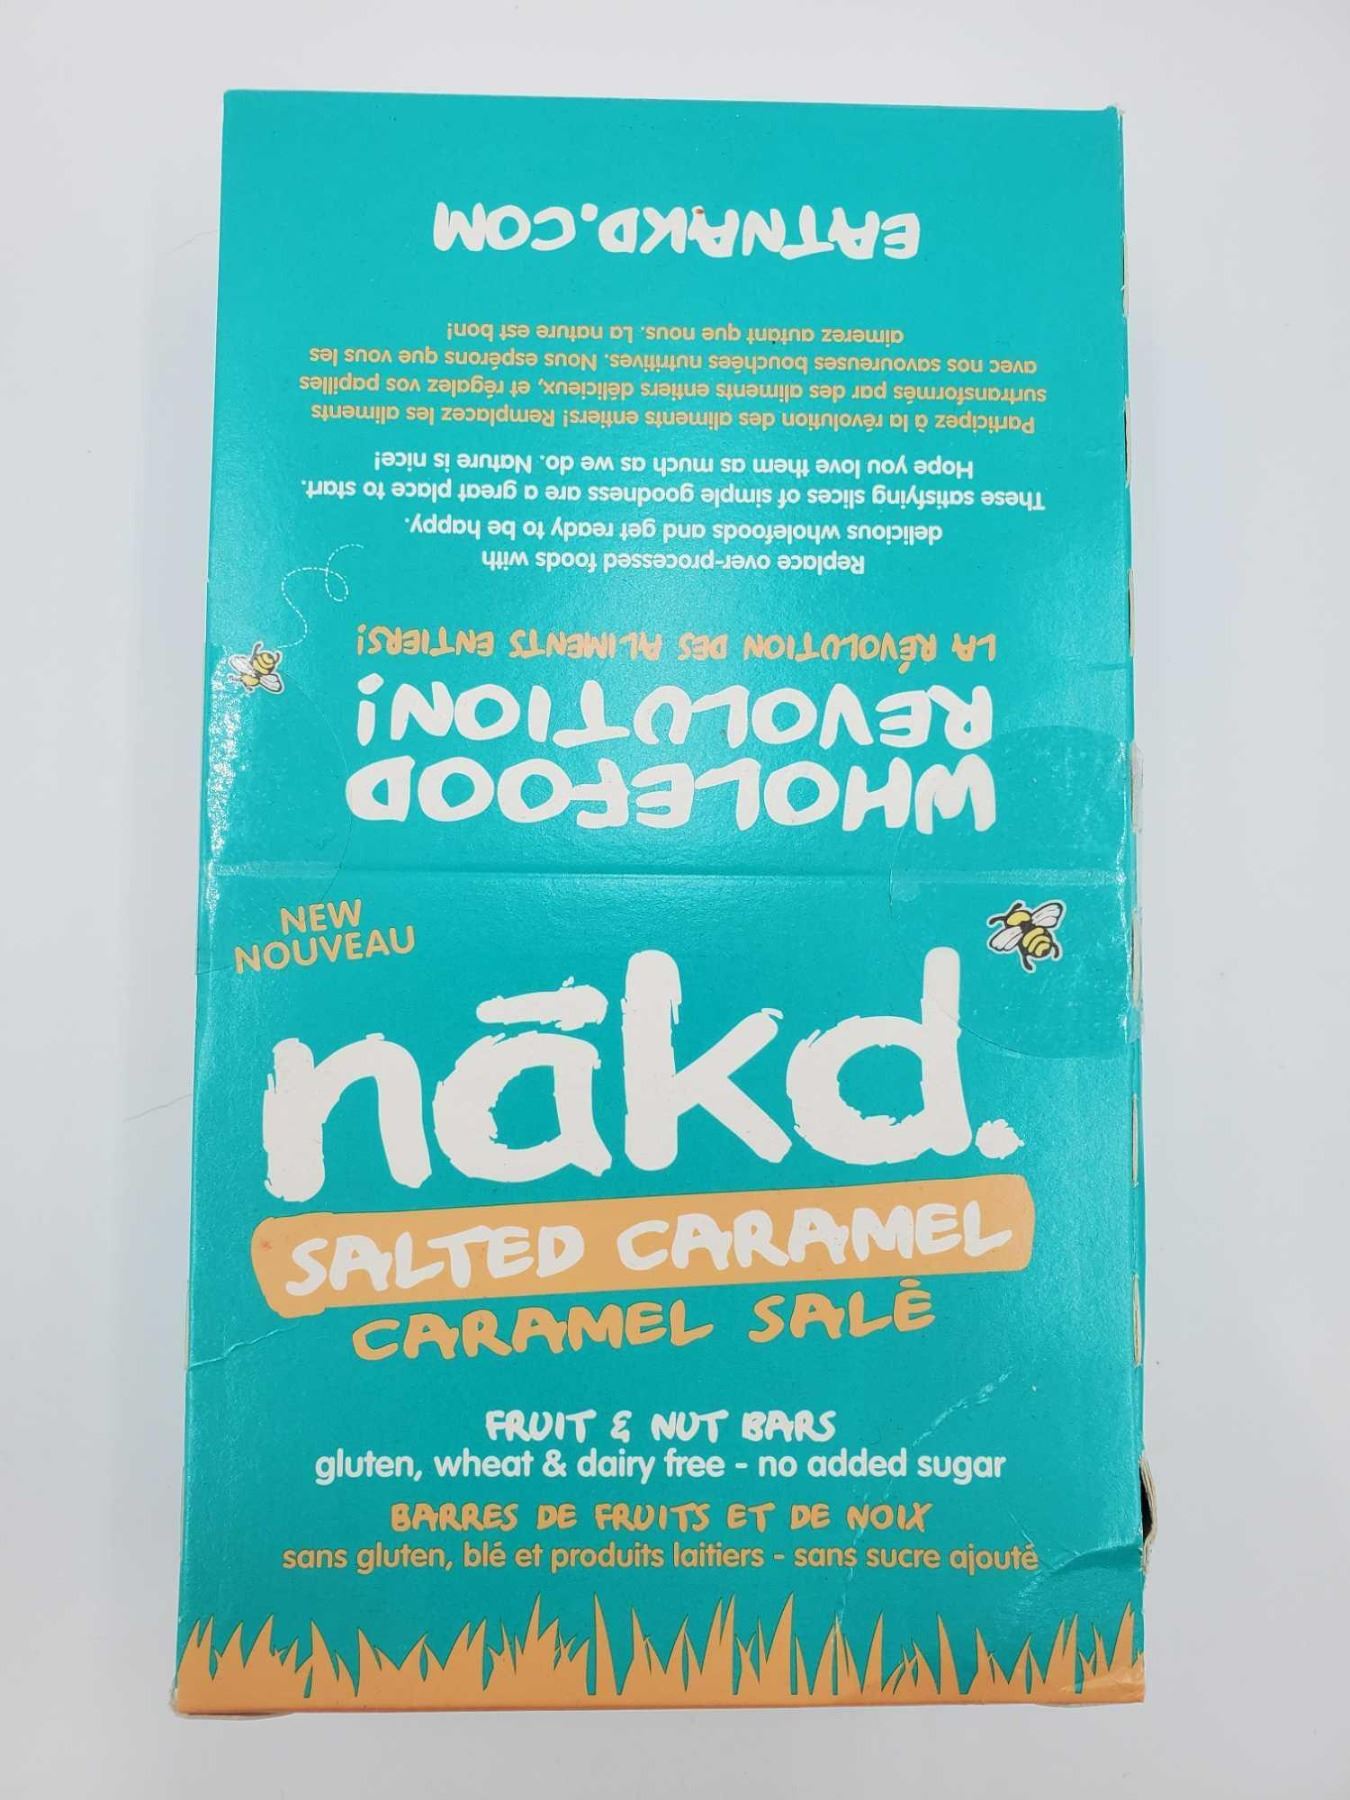 EATNAKD.COM
Participez à la révolution des aliments entiers! Remplacez les aliments
surtransformés par des aliments entiers délicieux, et régalez vos papilles
avec nos savoureuses bouchées nutritives. Nous espérons que vous les
aimerez autant que nous. La nature est bon!
Replace over-processed foods with
delicious wholefoods and get ready to be happy.
These satisfying slices of simple goodness are a great place to start.
Hope you love them as much as we do. Nature is nice!
WHOLEFOOD
REVOLUTION!
LA RÉVOLUTION DES ALIMENTS ENTIERS!
NEW
NOUVEAU
nākd.
SALTED CARAMEL
CARAMEL SALÉ
FRUIT & NUT BARS
gluten, wheat & dairy free - no added sugar
BARRES DE FRUITS ET DE NOIX
sans gluten, blé et produits laitiers - sans sucre ajouté